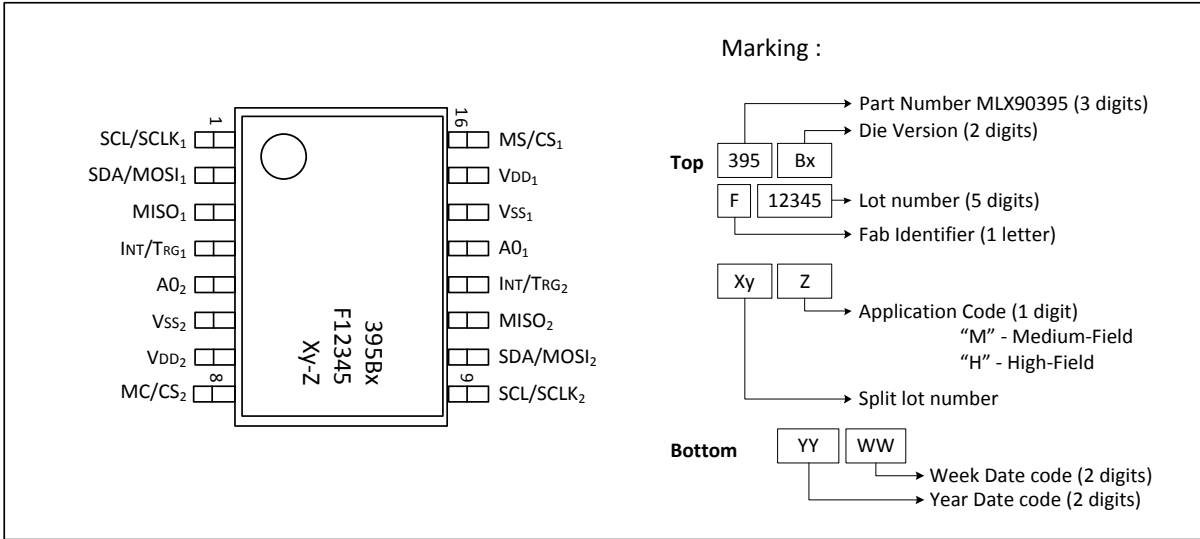 Marking :
1
16
SCL/SCLK₁
MS/CS₁
SDA/MOSI₁
VDD₁
MISO₁
VSS₁
INT/TRG₁
A0₁
A0₂
INT/TRG₂
VSS₂
MISO₂
VDD₂
SDA/MOSI₂
MC/CS₂
SCL/SCLK₂
8
9
395Bx
F12345
Xy-Z
Part Number MLX90395 (3 digits)
Die Version (2 digits)
Top 395 Bx
F 12345 Lot number (5 digits)
Fab Identifier (1 letter)
Xy Z
Application Code (1 digit)
“M” - Medium-Field
“H” - High-Field
Split lot number
Bottom YY WW
Week Date code (2 digits)
Year Date code (2 digits)